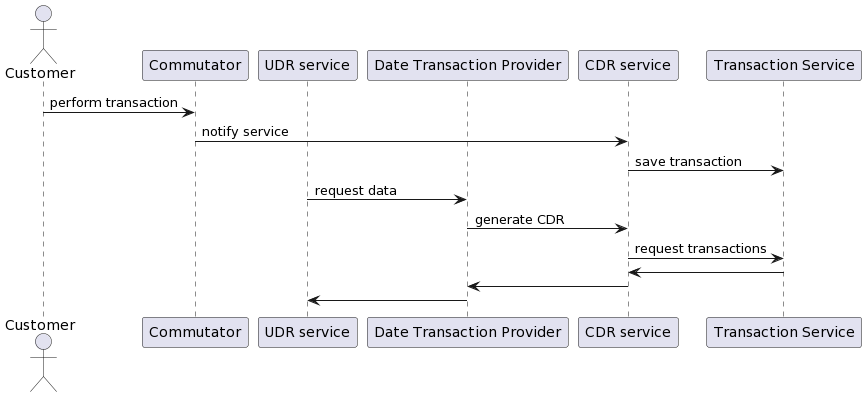 Customer
Commutator
UDR service
Date Transaction Provider
CDR service
Transaction Service
perform transaction
notify service
save transaction
request data
generate CDR
request transactions
Customer
Commutator
UDR service
Date Transaction Provider
CDR service
Transaction Service